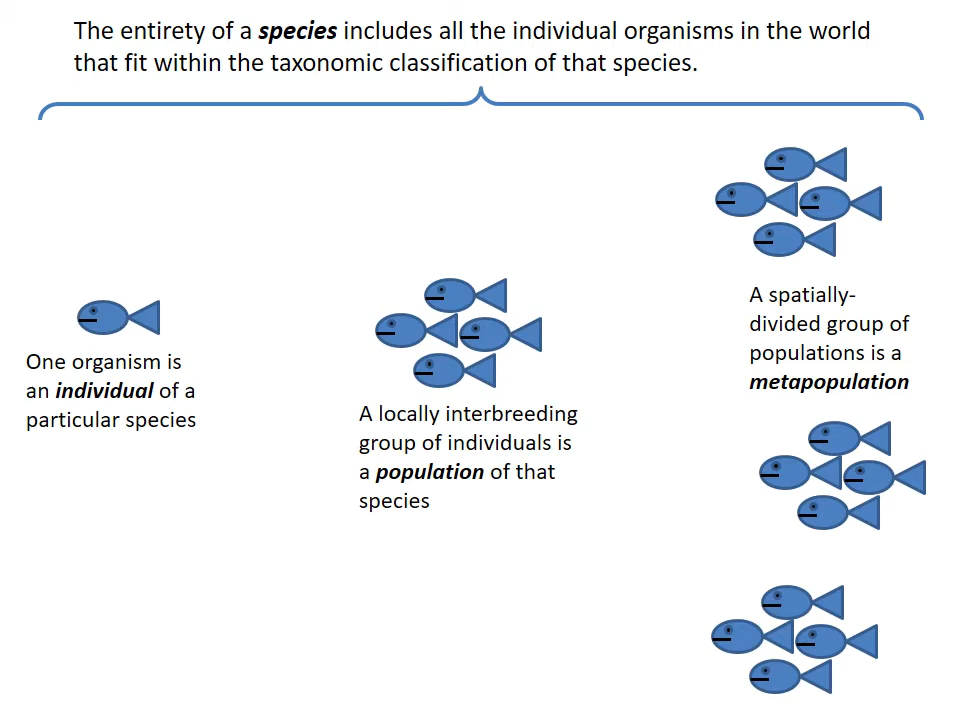 The entirety of a species includes all the individual organisms in the world
that fit within the taxonomic classification of that species.
One organism is
an individual of a
particular species
A locally interbreeding
group of individuals is
a population of that
species
A spatially-
divided group of
populations is a
metapopulation